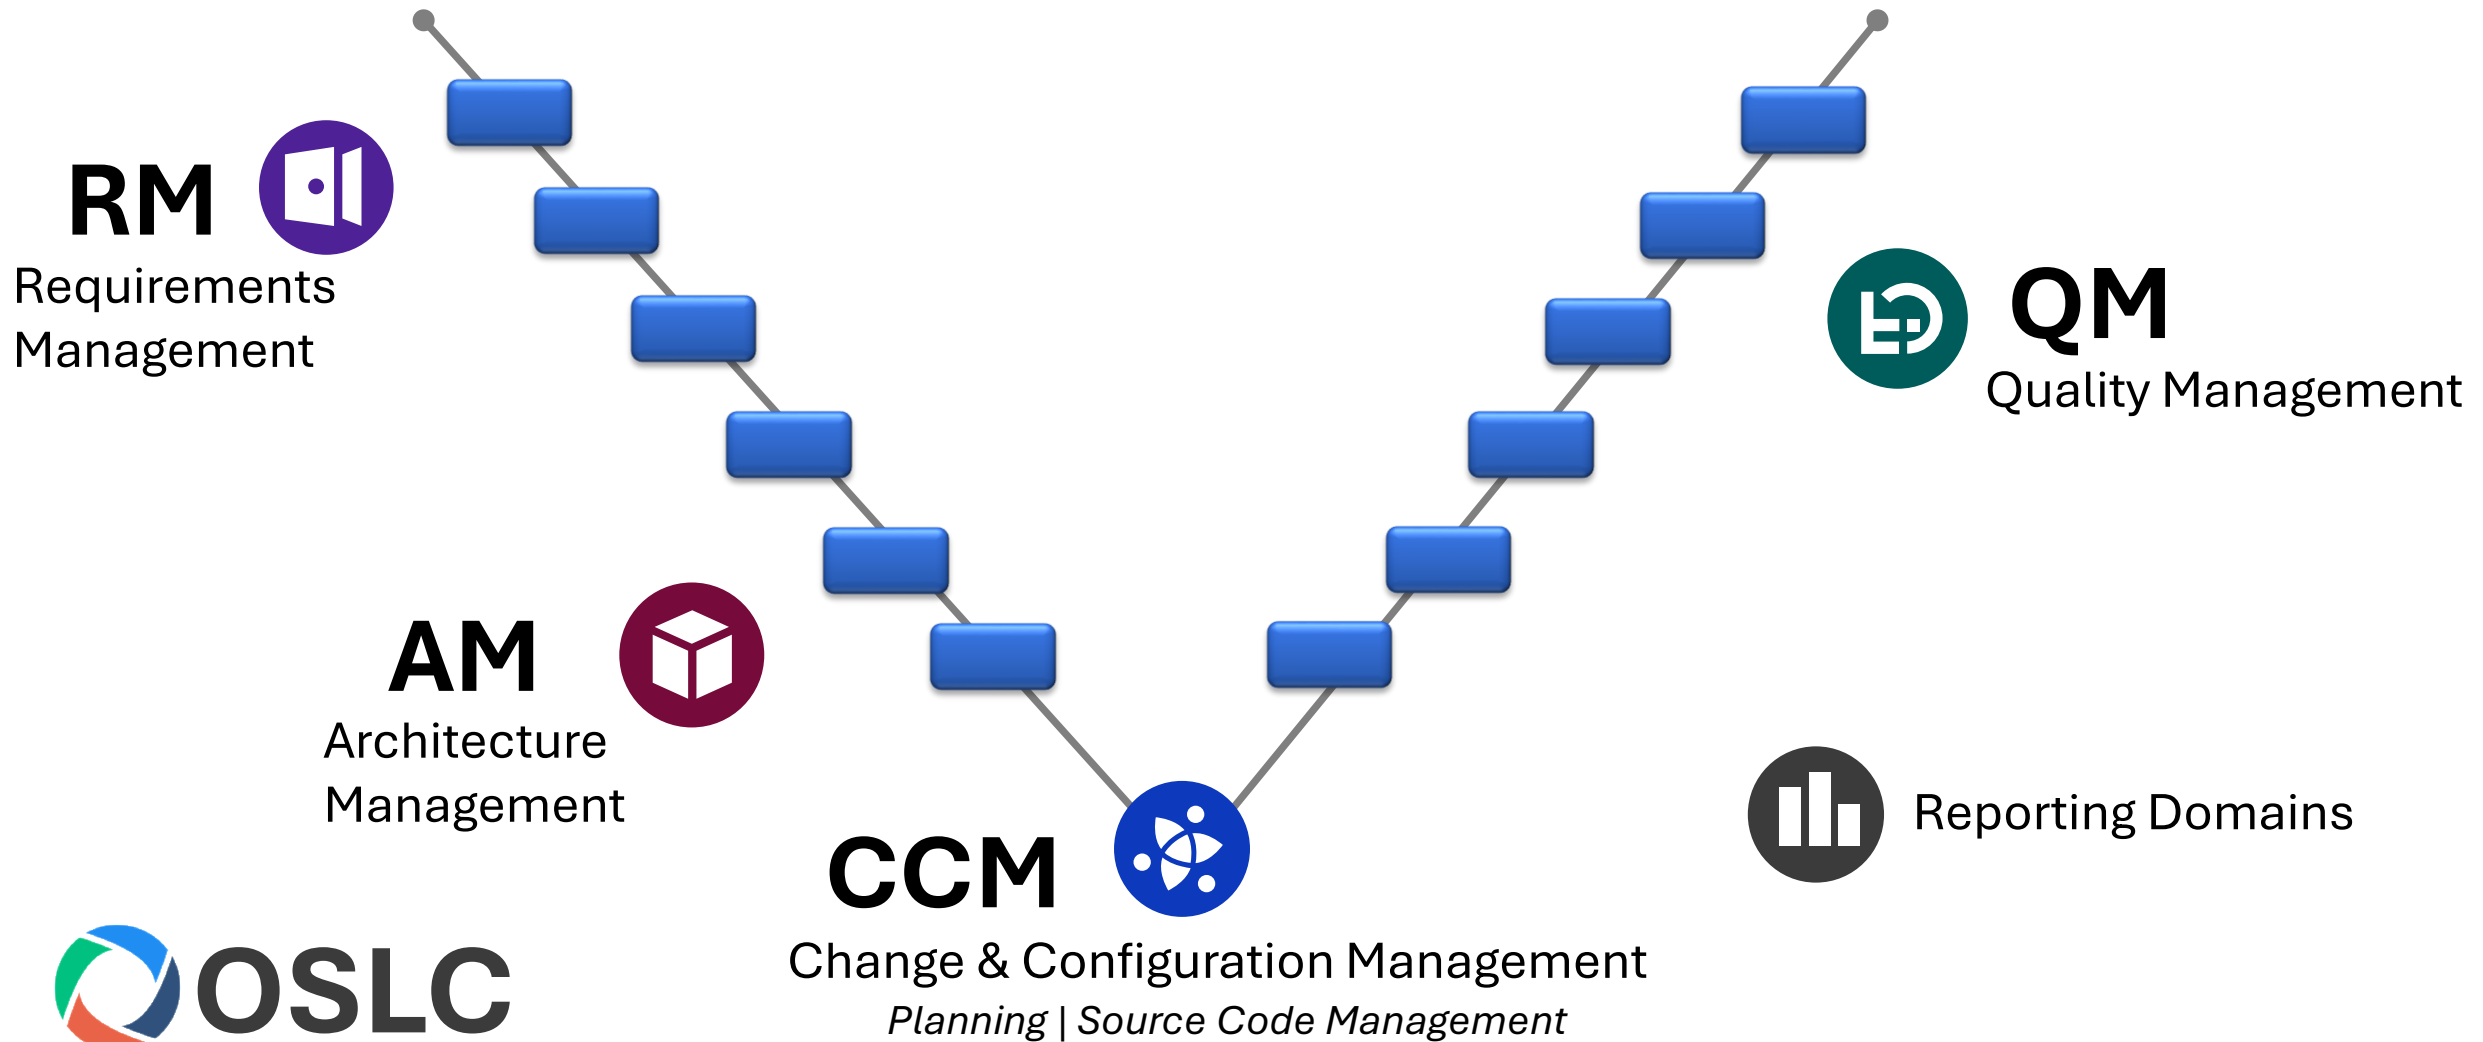 RM
Requirements
Management
QM
Quality Management
AM
Architecture
Management
Reporting Domains
CCM
Change & Configuration Management
Planning | Source Code Management
OSLC